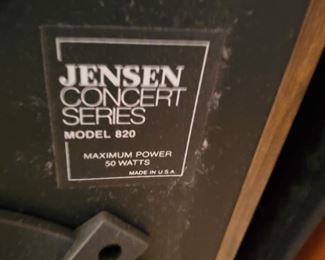 JENSEN
CONCERT
SERIES
MODEL 820
MAXIMUM POWER
50 WATTS
MADE IN U.S.A.